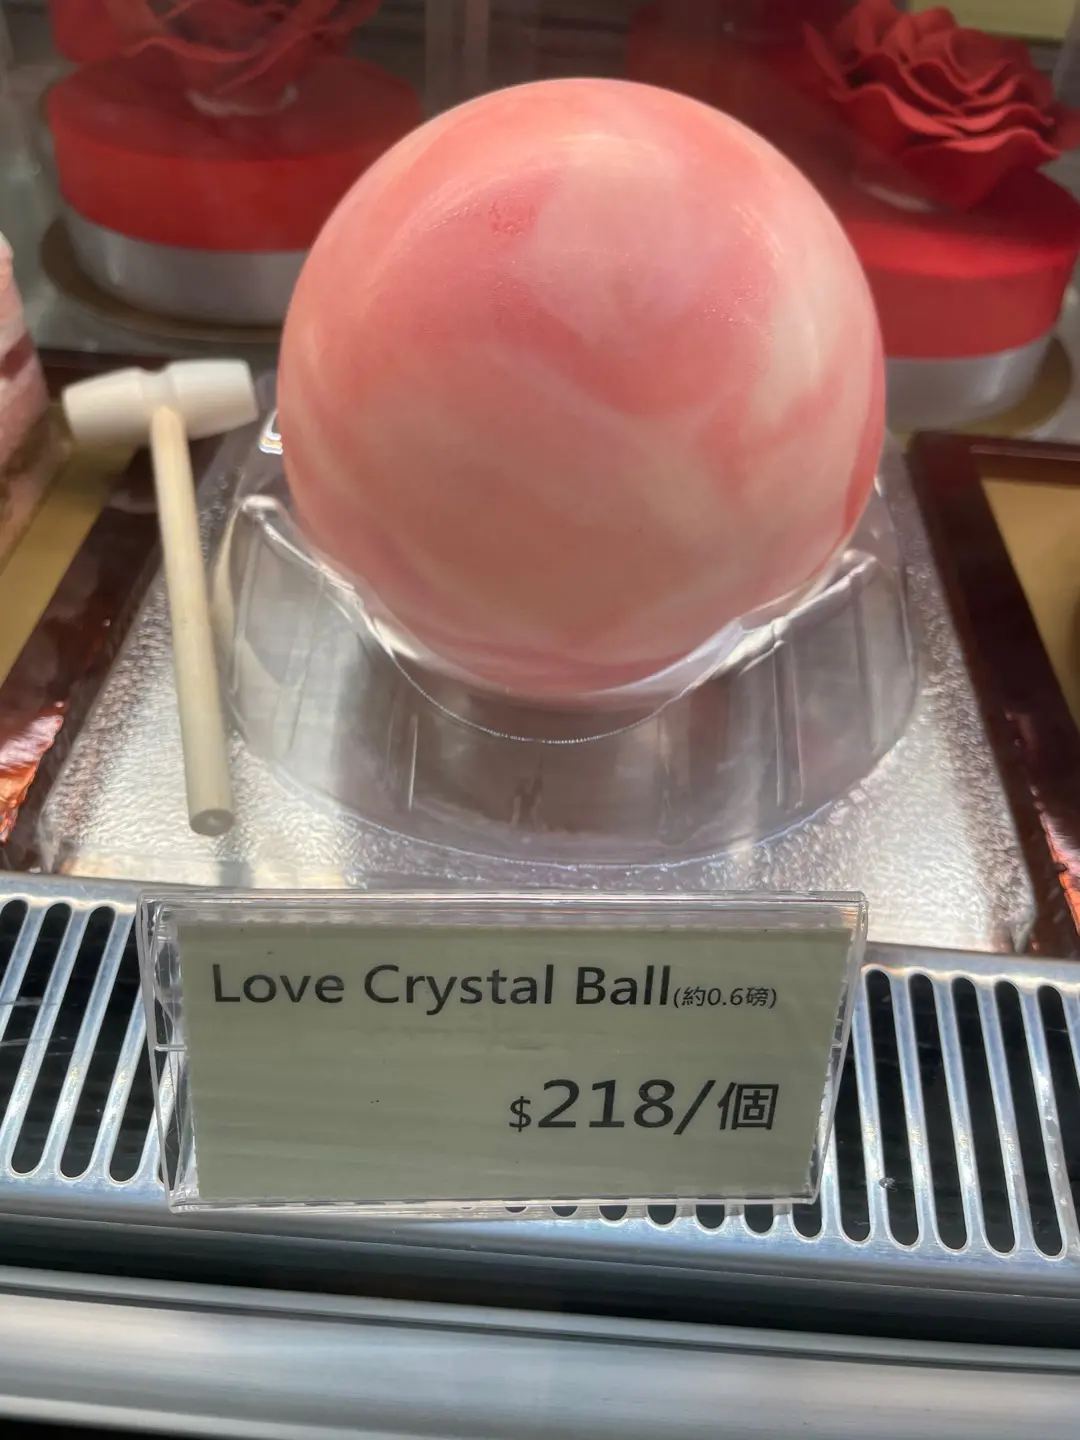 Love Crystal Ball(約0.6磅)
$218/個